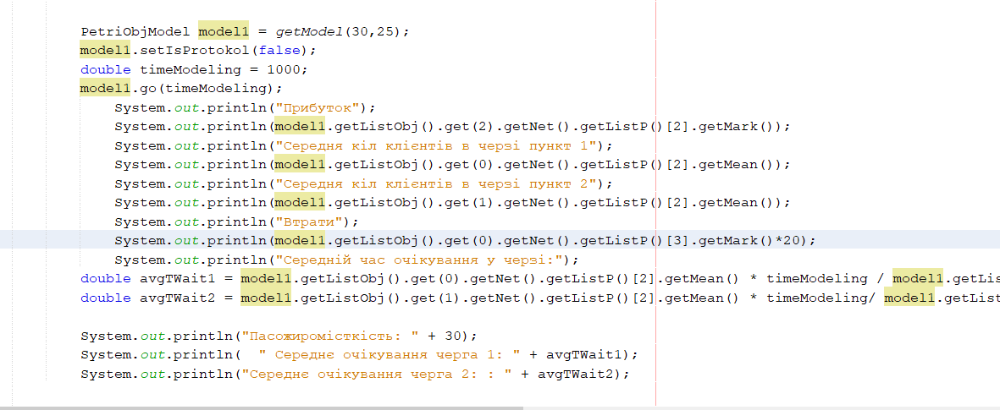 PetriObjModel model1 = getModel(30,25);
model1.setIsProtokol(false);
double timeModeling = 1000;
model1.go(timeModeling);
System.out.println("Прибуток");
System.out.println(model1.getListObj().get(2).getNet().getListP()[2].getMark());
System.out.println("Середня кіл клієнтів в черзі пункт 1");
System.out.println(model1.getListObj().get(0).getNet().getListP()[2].getMean());
System.out.println("Середня кіл клієнтів в черзі пункт 2");
System.out.println(model1.getListObj().get(1).getNet().getListP()[2].getMean());
System.out.println("Втрати");
System.out.println(model1.getListObj().get(0).getNet().getListP()[3].getMark()*20);
System.out.println("Середній час очікування у черзі:");
double avgTWait1 = model1.getListObj().get(0).getNet().getListP()[2].getMean() * timeModeling / model1.getLis
double avgTWait2 = model1.getListObj().get(1).getNet().getListP()[2].getMean() * timeModeling/ model1.getList
System.out.println("Пасожиромісткість: " + 30);
System.out.println(  " Середнє очікування черга 1: " + avgTWait1);
System.out.println("Середнє очікування черга 2: : " + avgTWait2);